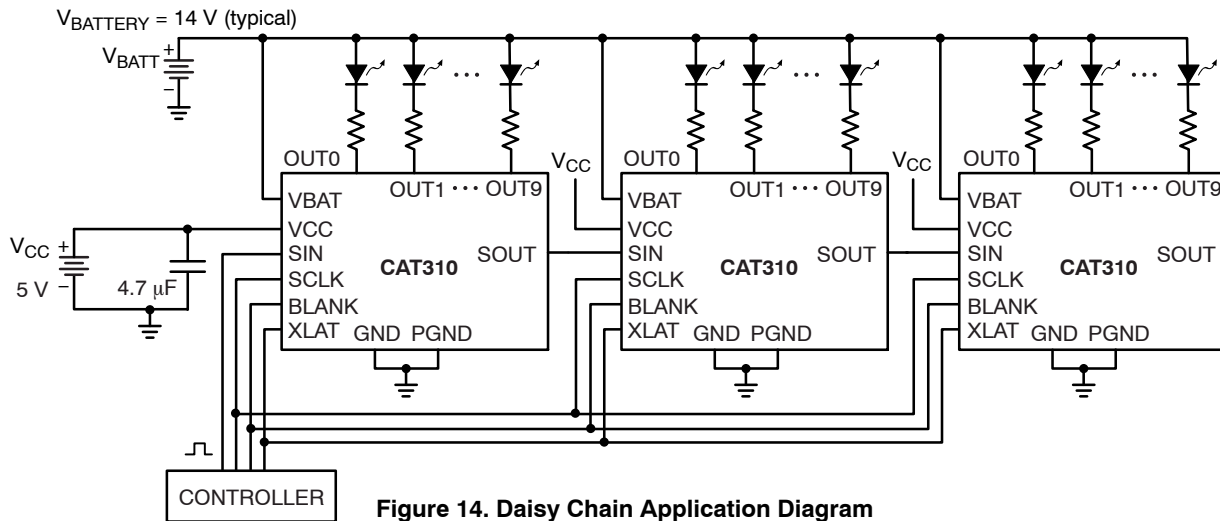 VBATTERY = 14 V (typical)
VBATT + −
OUT0 VCC OUT0 VCC OUT0
OUT1 ··· OUT9 OUT1 ··· OUT9 OUT1 ··· OUT9
VBAT VBAT VBAT
VCC VCC VCC
VCC + − 5 V
4.7 μF
SIN CAT310 SOUT SIN CAT310 SOUT SIN CAT310
SCLK SCLK SCLK
BLANK BLANK BLANK
XLAT GND PGND XLAT GND PGND XLAT GND PGND
CONTROLLER
Figure 14. Daisy Chain Application Diagram